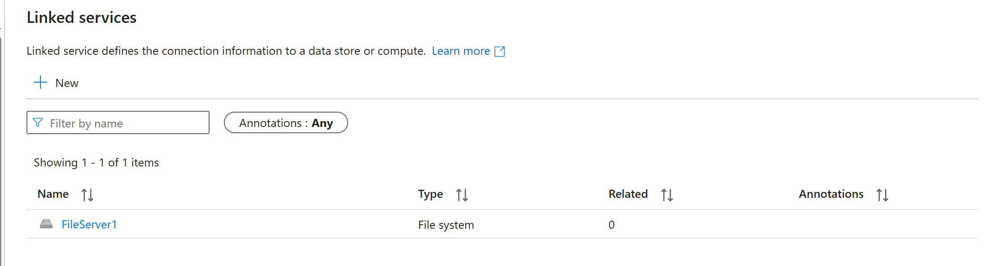 Linked services
Linked service defines the connection information to a data store or compute. Learn more
New
Filter by name
Annotations : Any
Showing 1 - 1 of 1 items
Name Type Related Annotations
FileServer1 File system 0